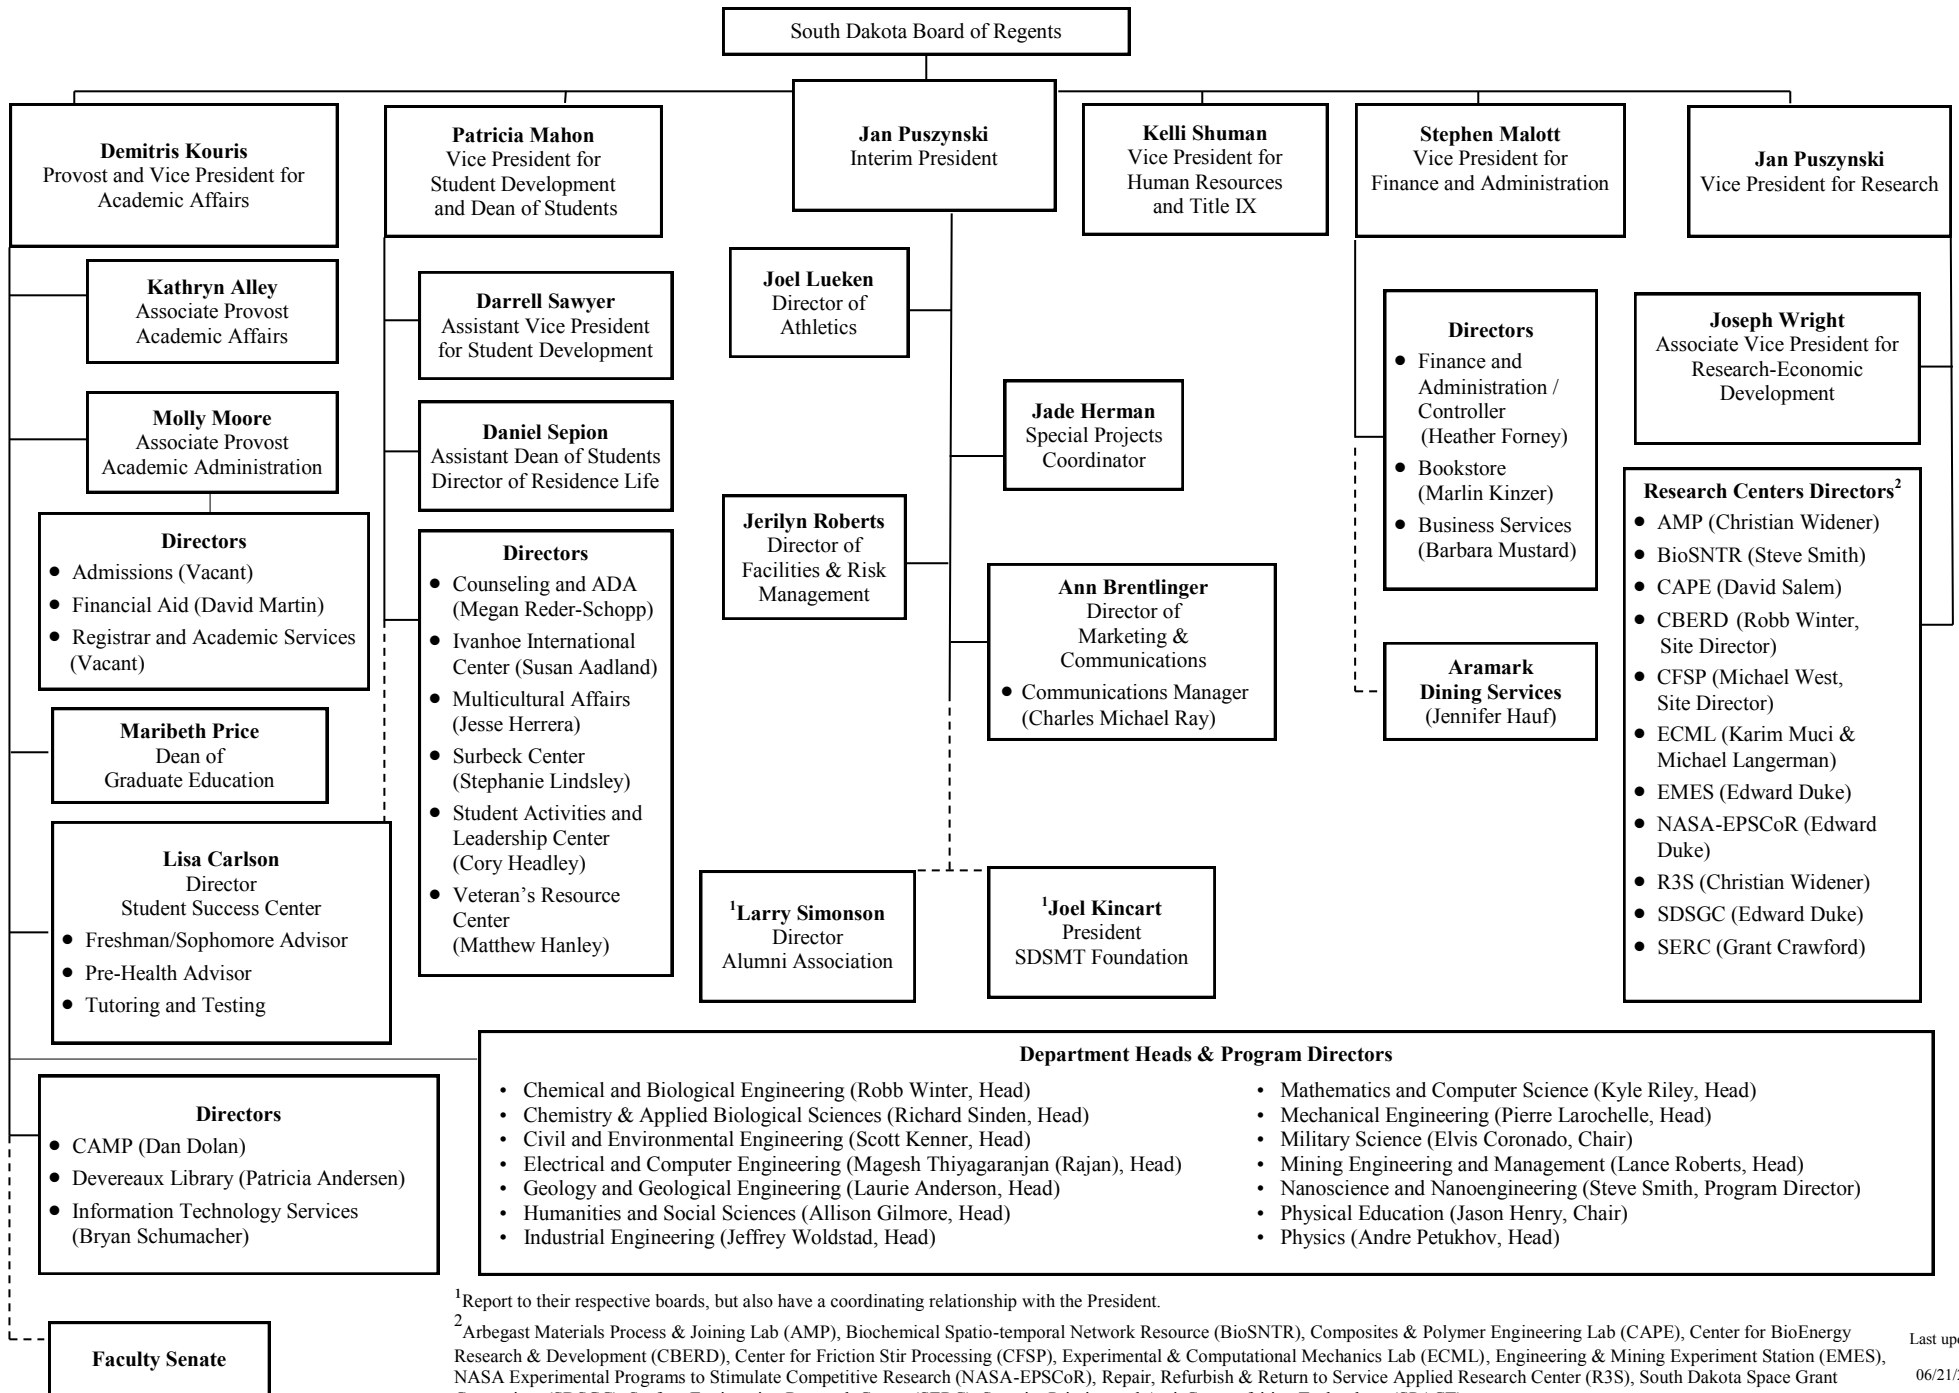 South Dakota Board of Regents
Demitris Kouris
Provost and Vice President for
Academic Affairs
Patricia Mahon
Vice President for
Student Development
and Dean of Students
Jan Puszynski
Interim President
Kelli Shuman
Vice President for
Human Resources
and Title IX
Stephen Malott
Vice President for
Finance and Administration
Jan Puszynski
Vice President for Research
Kathryn Alley
Associate Provost
Academic Affairs
Molly Moore
Associate Provost
Academic Administration
Directors
• Admissions (Vacant)
• Financial Aid (David Martin)
• Registrar and Academic Services
(Vacant)
Maribeth Price
Dean of
Graduate Education
Lisa Carlson
Director
Student Success Center
• Freshman/Sophomore Advisor
• Pre-Health Advisor
• Tutoring and Testing
Directors
• CAMP (Dan Dolan)
• Devereaux Library (Patricia Andersen)
• Information Technology Services
(Bryan Schumacher)
Faculty Senate
Darrell Sawyer
Assistant Vice President
for Student Development
Daniel Sepion
Assistant Dean of Students
Director of Residence Life
Directors
• Counseling and ADA
(Megan Reder-Schopp)
• Ivanhoe International
Center (Susan Aadland)
• Multicultural Affairs
(Jesse Herrera)
• Surbeck Center
(Stephanie Lindsley)
• Student Activities and
Leadership Center
(Cory Headley)
• Veteran’s Resource
Center
(Matthew Hanley)
Joel Lueken
Director of
Athletics
Jade Herman
Special Projects
Coordinator
Jerilyn Roberts
Director of
Facilities & Risk
Management
Ann Brentlinger
Director of
Marketing &
Communications
• Communications Manager
(Charles Michael Ray)
1Larry Simonson
Director
Alumni Association
1Joel Kincart
President
SDSMT Foundation
Directors
• Finance and
Administration /
Controller
(Heather Forney)
• Bookstore
(Marlin Kinzer)
• Business Services
(Barbara Mustard)
Aramark
Dining Services
(Jennifer Hauf)
Joseph Wright
Associate Vice President for
Research-Economic
Development
Research Centers Directors2
• AMP (Christian Widener)
• BioSNTR (Steve Smith)
• CAPE (David Salem)
• CBERD (Robb Winter,
Site Director)
• CFSP (Michael West,
Site Director)
• ECML (Karim Muci &
Michael Langerman)
• EMES (Edward Duke)
• NASA-EPSCoR (Edward
Duke)
• R3S (Christian Widener)
• SDSGC (Edward Duke)
• SERC (Grant Crawford)
Department Heads & Program Directors
• Chemical and Biological Engineering (Robb Winter, Head)
• Chemistry & Applied Biological Sciences (Richard Sinden, Head)
• Civil and Environmental Engineering (Scott Kenner, Head)
• Electrical and Computer Engineering (Magesh Thiyagaranjan (Rajan), Head)
• Geology and Geological Engineering (Laurie Anderson, Head)
• Humanities and Social Sciences (Allison Gilmore, Head)
• Industrial Engineering (Jeffrey Woldstad, Head)
• Mathematics and Computer Science (Kyle Riley, Head)
• Mechanical Engineering (Pierre Larochelle, Head)
• Military Science (Elvis Coronado, Chair)
• Mining Engineering and Management (Lance Roberts, Head)
• Nanoscience and Nanoengineering (Steve Smith, Program Director)
• Physical Education (Jason Henry, Chair)
• Physics (Andre Petukhov, Head)
1Report to their respective boards, but also have a coordinating relationship with the President.
2Arbegast Materials Process & Joining Lab (AMP), Biochemical Spatio-temporal Network Resource (BioSNTR), Composites & Polymer Engineering Lab (CAPE), Center for BioEnergy
Research & Development (CBERD), Center for Friction Stir Processing (CFSP), Experimental & Computational Mechanics Lab (ECML), Engineering & Mining Experiment Station (EMES),
NASA Experimental Programs to Stimulate Competitive Research (NASA-EPSCoR), Repair, Refurbish & Return to Service Applied Research Center (R3S), South Dakota Space Grant
Last
06/21/